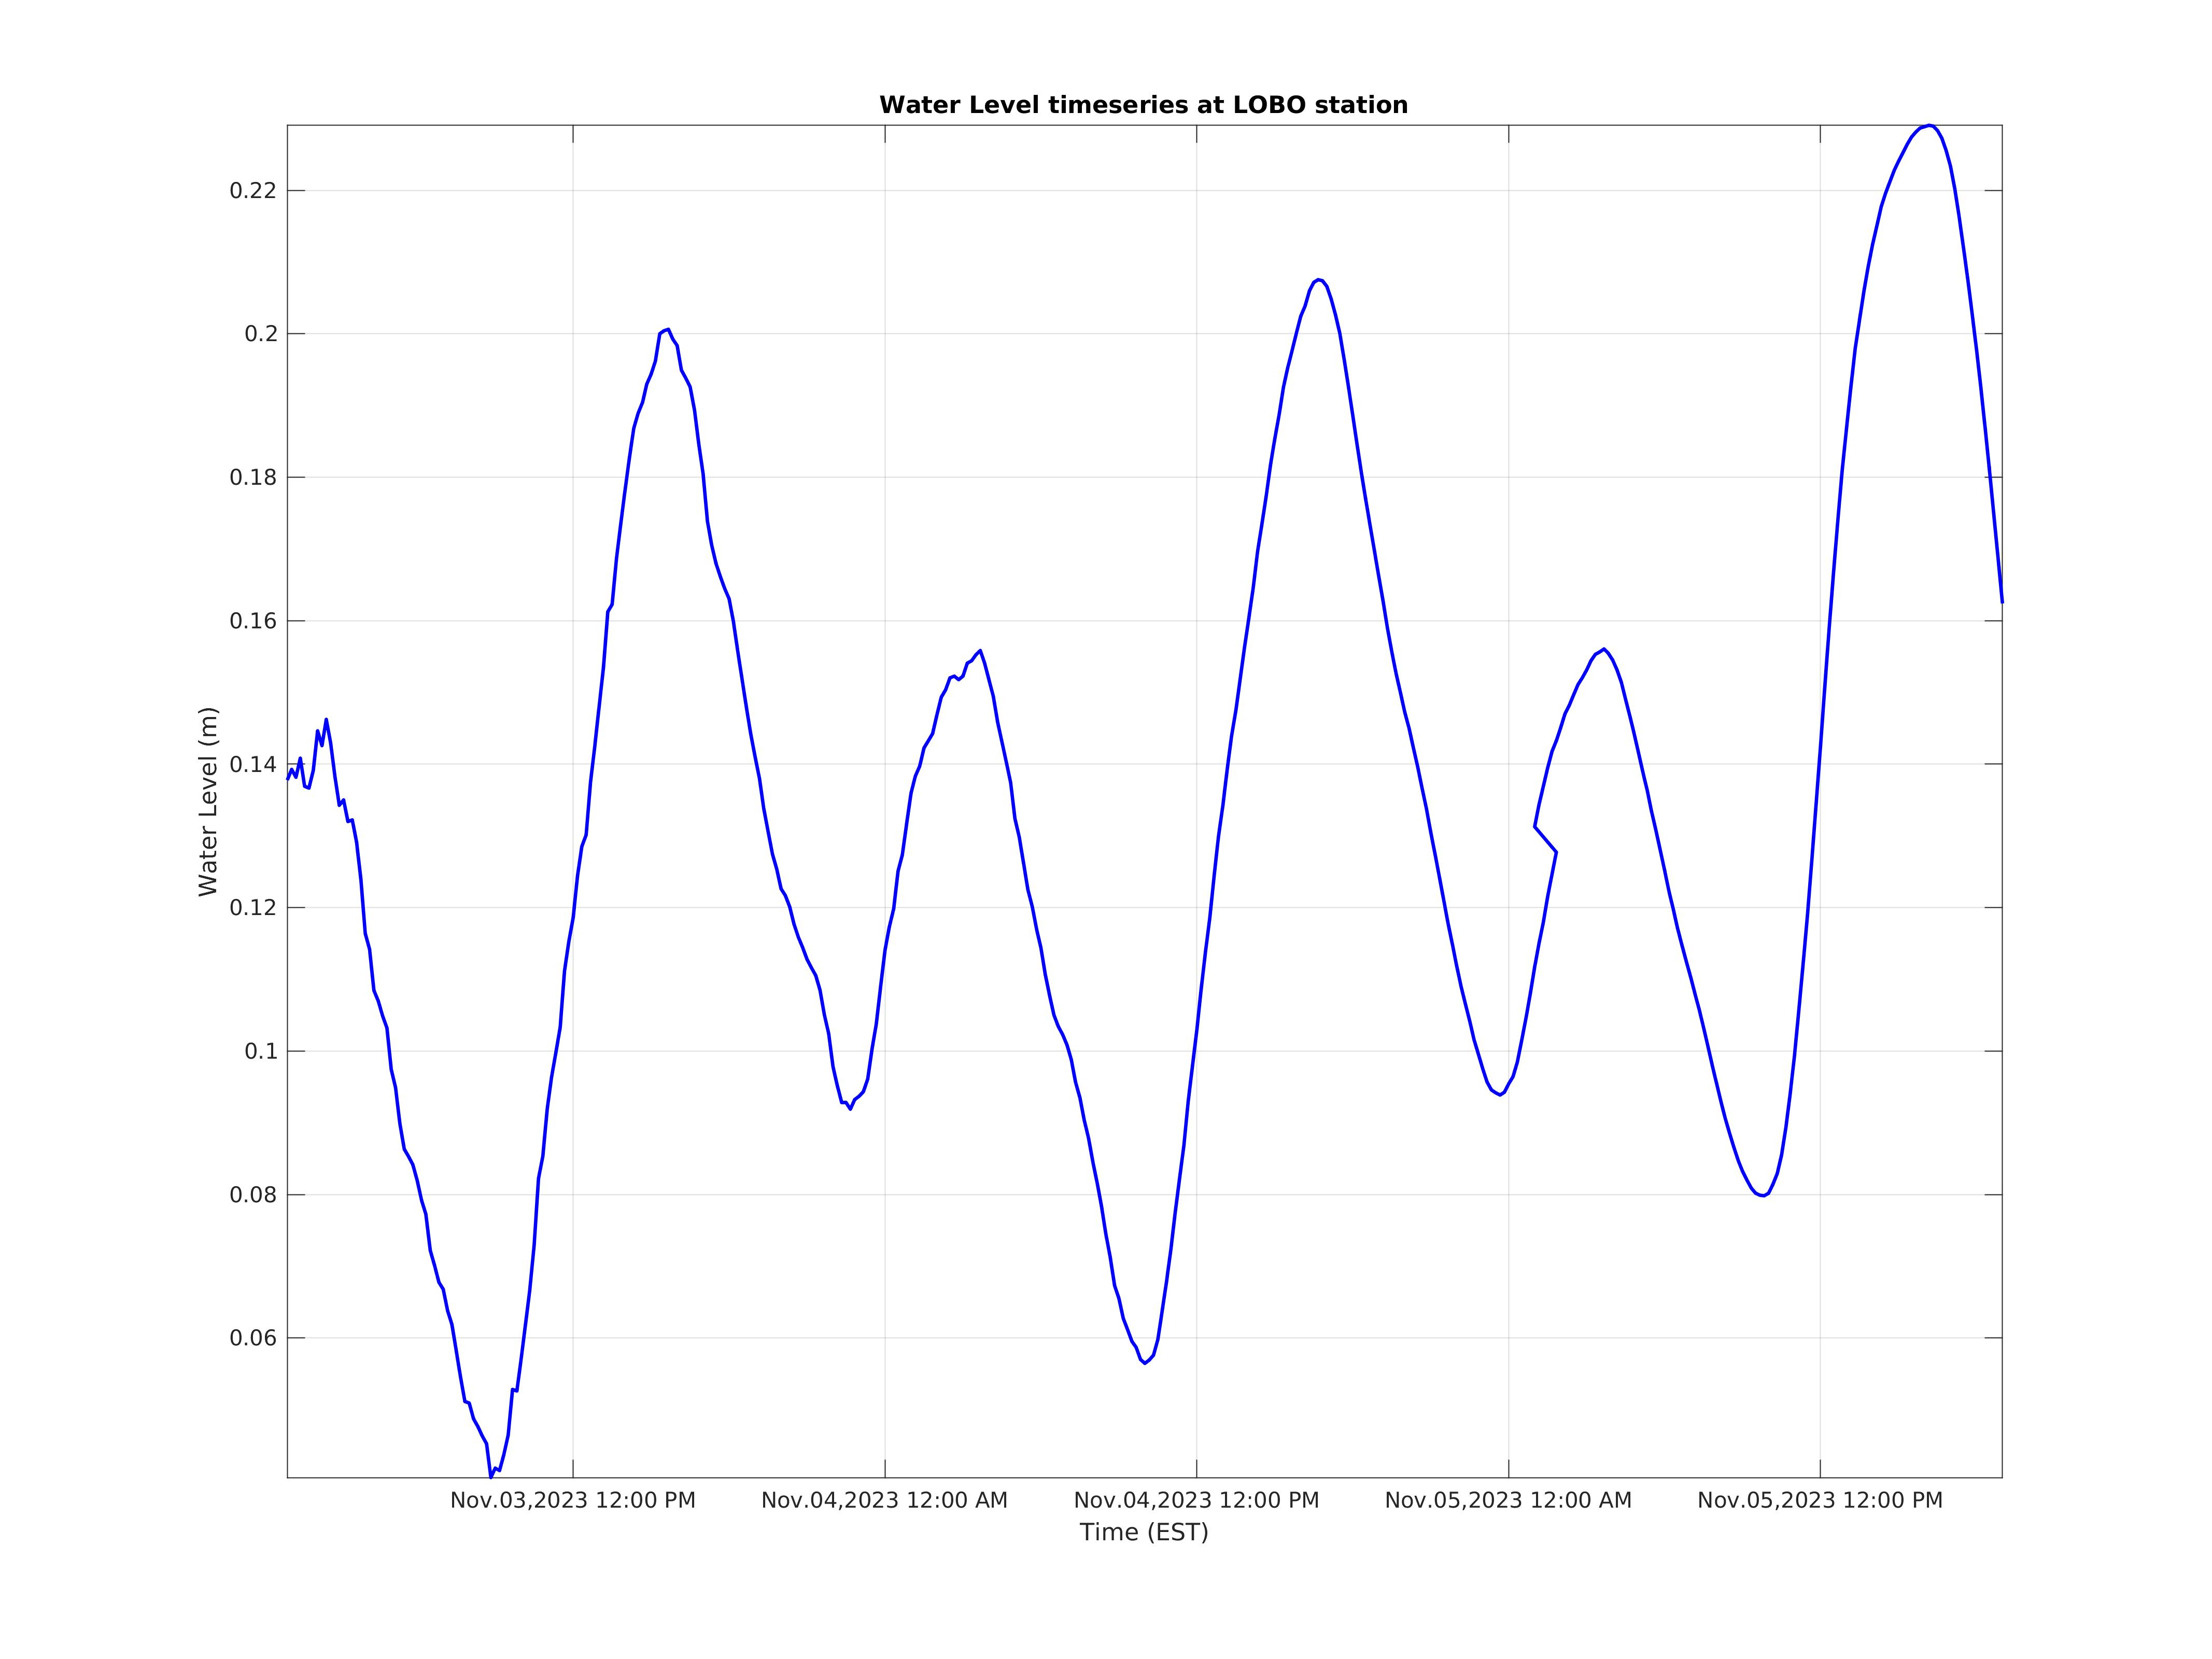 Water Level timeseries at LOBO station
0.22
0.2
0.18
0.16
0.14
0.12
0.1
0.08
0.06
Water Level (m)
Nov.03,2023 12:00 PM
Nov.04,2023 12:00 AM
Nov.04,2023 12:00 PM
Nov.05,2023 12:00 AM
Nov.05,2023 12:00 PM
Time (EST)